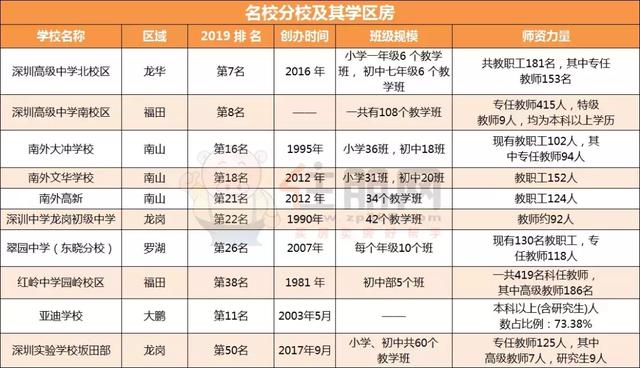 名校分校及其学区房
学校名称 区域 2019 排 名 创办时间 班级规模 师资力量
深圳高级中学北校区 龙华 第7名 2016 年 小学一年级6 个教学班 ，初中七年级6 个教学班 共教职工181名，其中专任教师153名
深圳高级中学南校区 福田 第8名 —— 一共有108个教学班 专任教师415人，特级教师9人，均为本科以上学历
南外大冲学校 南山 第16名 1995年 小学36班，初中18班 现有教职工102人，其中专任教师94人
南外文华学校 南山 第18名 2012 年 小学31班，初中20班 教职工152人
南外高新 南山 第21名 2012 年 34个教学班 教职工124人
深圳中学龙岗初级中学 龙岗 第22名 1990年 42个教学班 教师约92人
翠园中学（东晓分校） 罗湖 第26名 2007年 每个年级10个班 现有130名教职工，专任教师118人
红岭中学园岭校区 福田 第38名 1981 年 初中部5个班 一共419名科任教师，其中高级教师186名
亚迪学校 大鹏 第11名 2003年5月 本科以上(含研究生)人数占比例：73.38%
深圳实验学校坂田部 龙岗 第50名 2017年9月 小学、初中共60个教学班 专任教师125人，其中高级教师7人，研究生9人